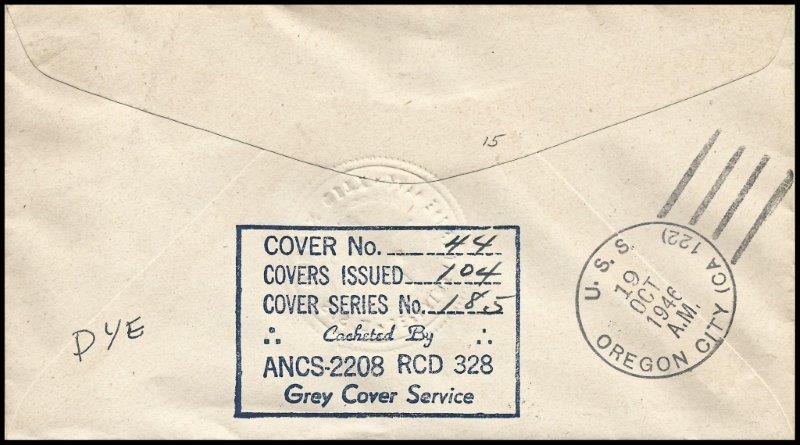 15
COVER No. 44
COVERS ISSUED 104
COVER SERIES No. 185
Cacheted By
ANCS-2208 RCD 328
Grey Cover Service
DYE
U.S.S. OREGON CITY (CA 122)
19
OCT
1946
A.M.